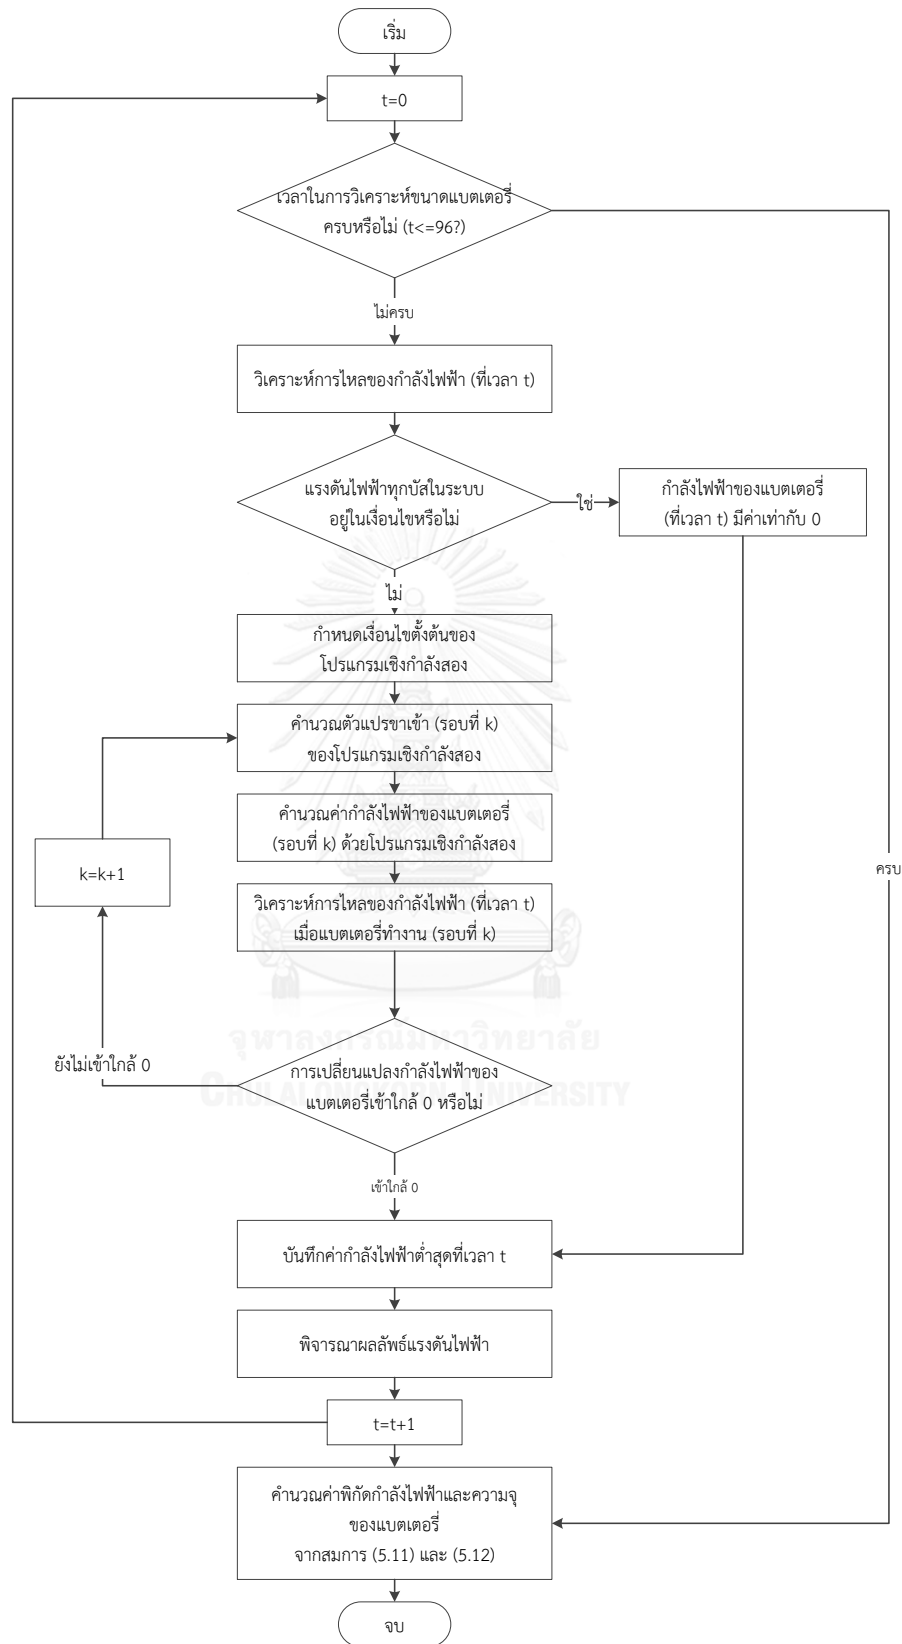 เริ่ม
t=0
เวลาในการวิเคราะห์ขนาดแบตเตอรี่
ครบหรือไม่ (t<=96?)
ไม่ครบ
วิเคราะห์การไหลของกำลังไฟฟ้า (ที่เวลา t)
แรงดันไฟฟ้าทุกบัสในระบบ
อยู่ในเงื่อนไขหรือไม่
ใช่
กำลังไฟฟ้าของแบตเตอรี่
(ที่เวลา t) มีค่าเท่ากับ 0
ไม่
กำหนดเงื่อนไขตั้งต้นของ
โปรแกรมเชิงกำลังสอง
คำนวณตัวแปรขาเข้า (รอบที่ k)
ของโปรแกรมเชิงกำลังสอง
คำนวณค่ากำลังไฟฟ้าของแบตเตอรี่
(รอบที่ k) ด้วยโปรแกรมเชิงกำลังสอง
k=k+1
ครบ
วิเคราะห์การไหลของกำลังไฟฟ้า (ที่เวลา t)
เมื่อแบตเตอรี่ทำงาน (รอบที่ k)
จุฬาลงกรณ์มหาวิทยาลัย
CHULALONGKORN UNIVERSITY
ยังไม่เข้าใกล้ 0
การเปลี่ยนแปลงกำลังไฟฟ้าของ
แบตเตอรี่เข้าใกล้ 0 หรือไม่
เข้าใกล้ 0
บันทึกค่ากำลังไฟฟ้าต่ำสุดที่เวลา t
พิจารณาผลลัพธ์แรงดันไฟฟ้า
t=t+1
คำนวณค่าพิกัดกำลังไฟฟ้าและความจุ
ของแบตเตอรี่
จากสมการ (5.11) และ (5.12)
จบ